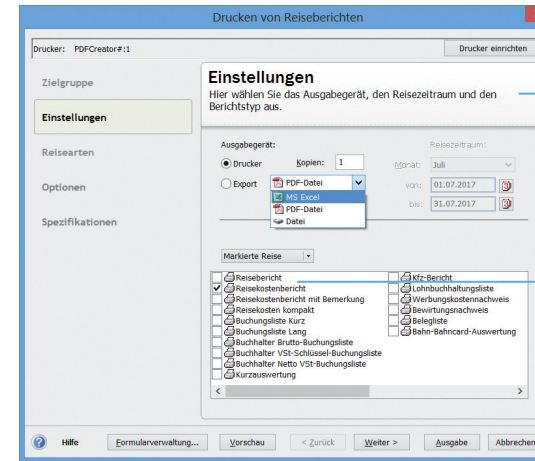 Drucken von Reiseberichten
Drucker: PDFCreator#:1
Drucker einrichten
Zielgruppe
Einstellungen
Reisearten
Optionen
Spezifikationen
Einstellungen
Hier wählen Sie das Ausgabegerät, den Reisezeitraum und den
Berichtstyp aus.
Ausgabegerät:
Reisezeitraum:
Drucker
Kopien: 1
Monat: Juli
Export
PDF-Datei
von: 01.07.2017
MS Excel
PDF-Datei
Datei
bis: 31.07.2017
Markierte Reise
Reisebericht
Reisekostenbericht
Reisekostenbericht mit Bemerkung
Reisekosten kompakt
Buchungsliste Kurz
Buchungsliste Lang
Buchhalter Brutto-Buchungsliste
Buchhalter VSt-Schlüssel-Buchungsliste
Buchhalter Netto VSt-Buchungsliste
Kurzauswertung
Kfz-Bericht
Lohnbuchhaltungsliste
Werbungskostennachweis
Bewirtungsnachweis
Belegliste
Bahn-Bahncard-Auswertung
Hilfe
Formularverwaltung...
Vorschau
< Zurück
Weiter >
Ausgabe
Abbrechen